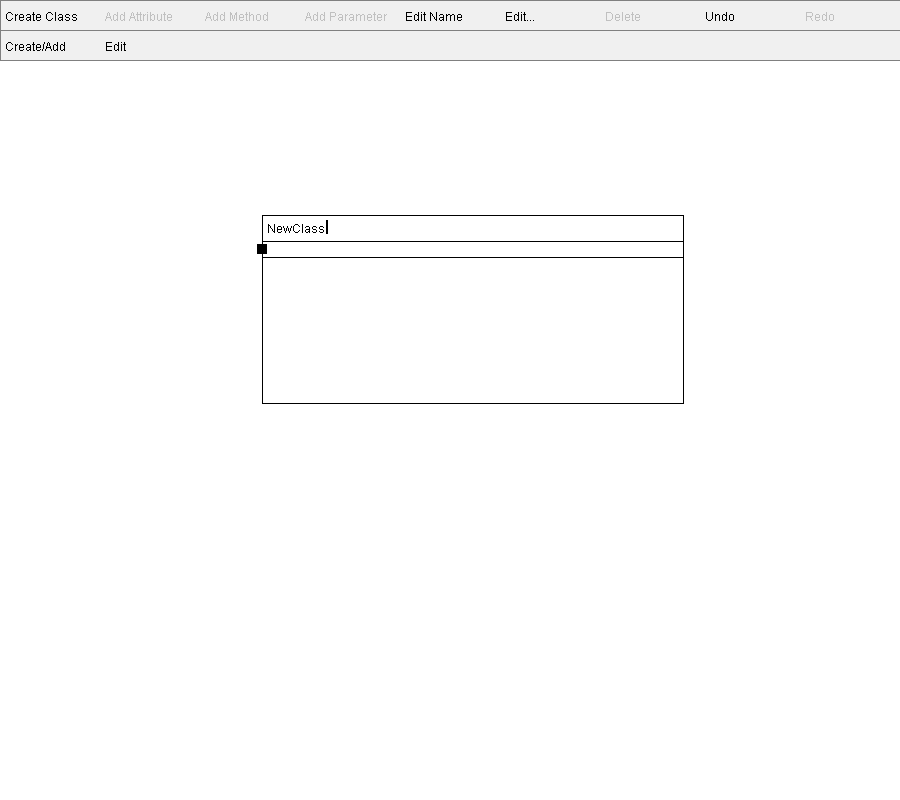 Create Class Add Attribute Add Method Add Parameter Edit Name Edit... Delete Undo Redo
Create/Add Edit
NewClass